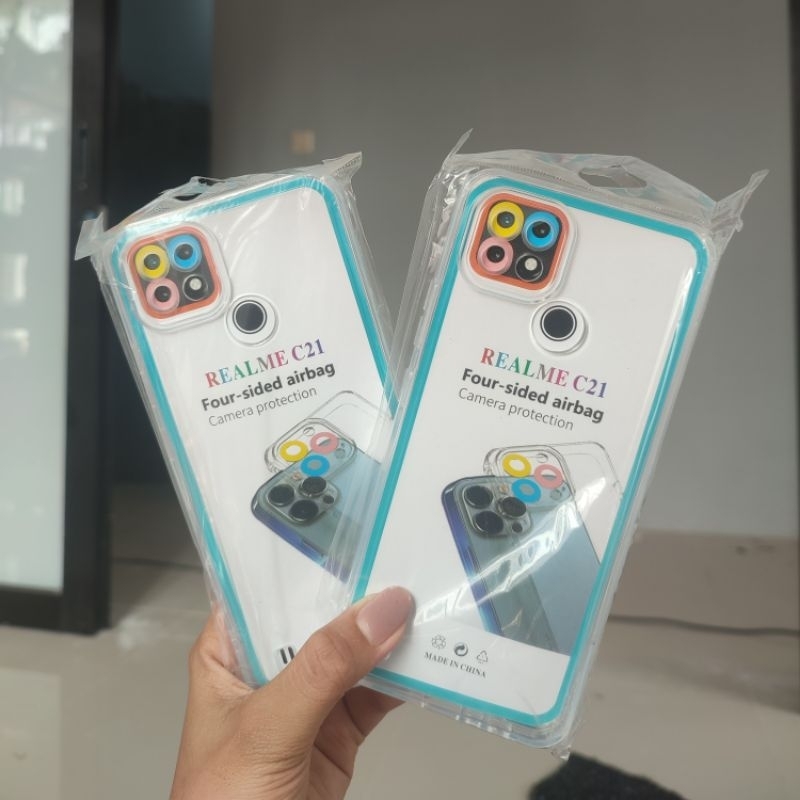 REALME C21
Four-sided airbag
Camera protection
REALME C21
Four-sided airbag
Camera protection
MADE IN CHINA